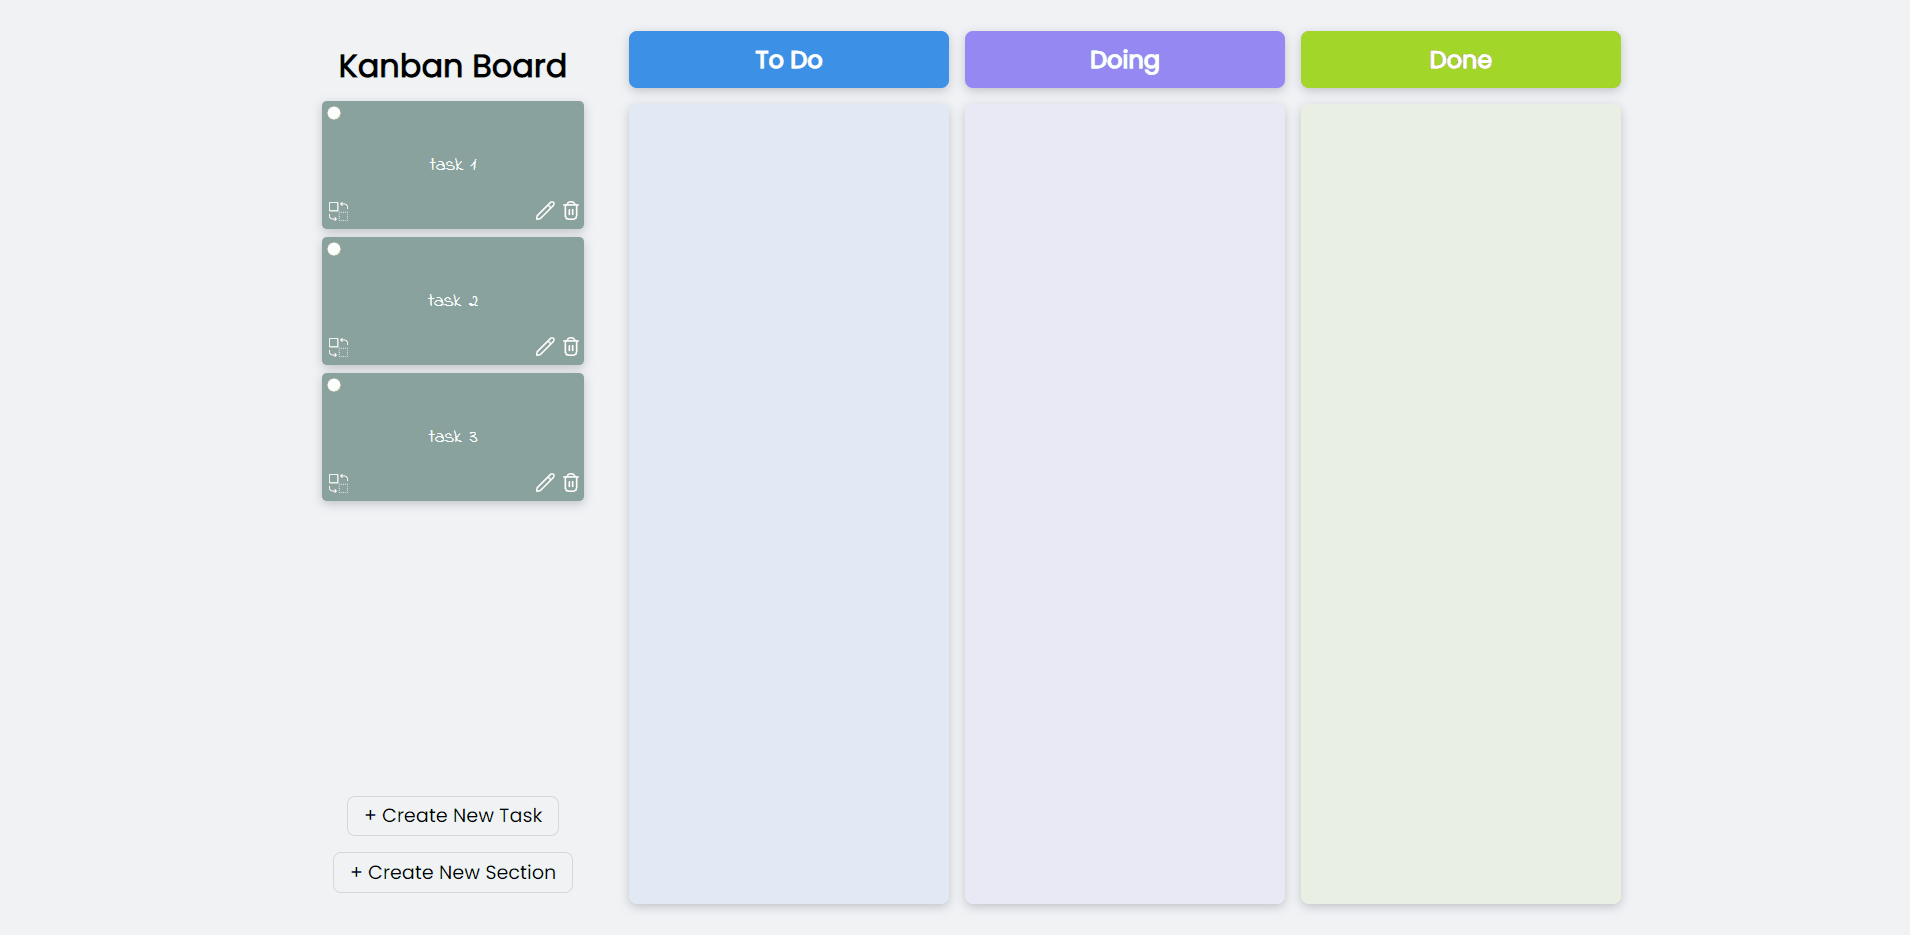 Kanban Board
task 1
task 2
task 3
+ Create New Task
+ Create New Section
To Do
Doing
Done